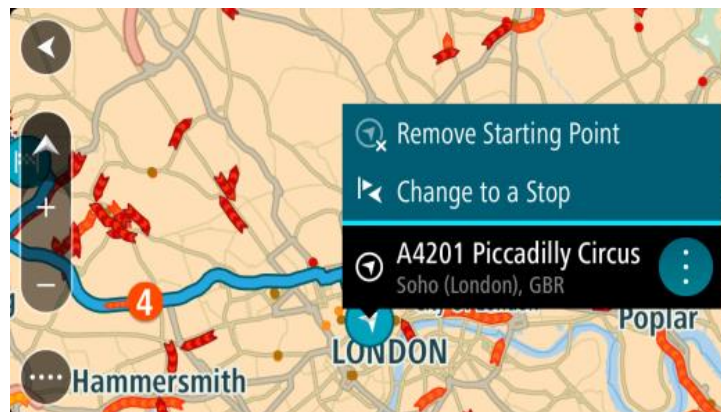 Remove Starting Point
Change to a Stop
A4201 Piccadilly Circus
Soho (London), GBR
4
Poplar
LONDON
Hammersmith